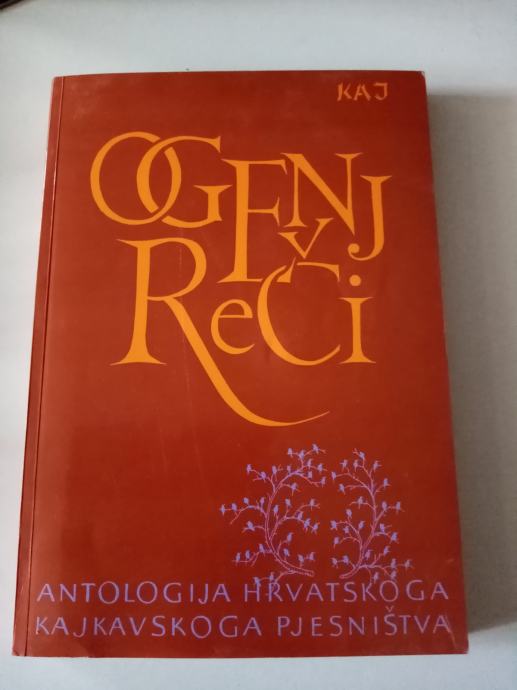 KAJ
OGENJ
V
REČI
ANTOLOGIJA HRVATSKOGA
KAJKAVSKOGA PJESNIŠTVA